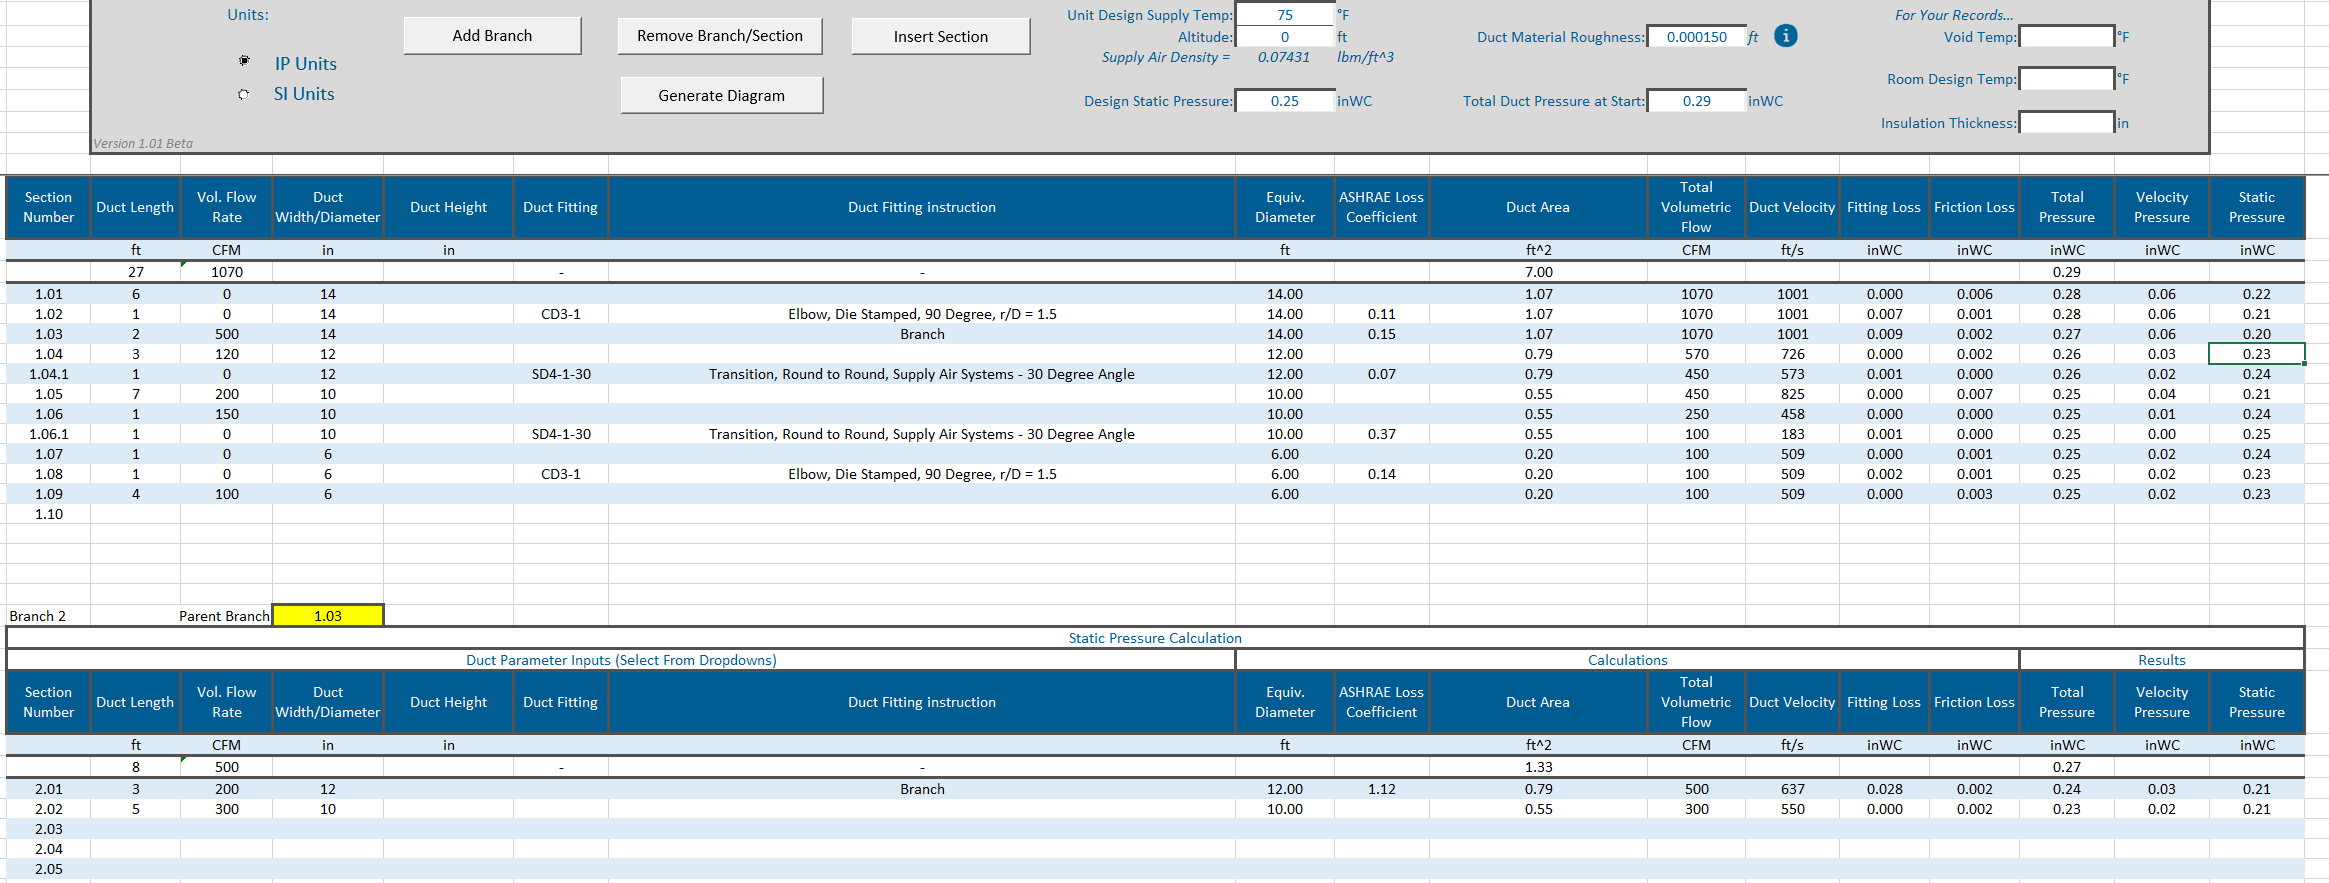 Units:
Add Branch Remove Branch/Section Insert Section
Unit Design Supply Temp: 75 °F
For Your Records...
Altitude: 0 ft Duct Material Roughness: 0.000150 ft i Void Temp: °F
Supply Air Density = 0.07431 lbm/ft^3
IP Units
Room Design Temp: °F
SI Units Generate Diagram
Design Static Pressure: 0.25 inWC Total Duct Pressure at Start: 0.29 inWC
Insulation Thickness: in
Version 1.01 Beta
Section Number Duct Length Vol. Flow Rate Duct Width/Diameter Duct Height Duct Fitting Duct Fitting instruction Equiv. Diameter ASHRAE Loss Coefficient Duct Area Total Volumetric Flow Duct Velocity Fitting Loss Friction Loss Total Pressure Velocity Pressure Static Pressure
ft CFM in in ft ft^2 CFM ft/s inWC inWC inWC inWC inWC
27 1070 - - 7.00 0.29
1.01 6 0 14 14.00 1.07 1070 1001 0.000 0.006 0.28 0.06 0.22
1.02 1 0 14 CD3-1 Elbow, Die Stamped, 90 Degree, r/D = 1.5 14.00 0.11 1.07 1070 1001 0.007 0.001 0.28 0.06 0.21
1.03 2 500 14 Branch 14.00 0.15 1.07 1070 1001 0.009 0.002 0.27 0.06 0.20
1.04 3 120 12 12.00 0.79 570 726 0.000 0.002 0.26 0.03 0.23
1.04.1 1 0 12 SD4-1-30 Transition, Round to Round, Supply Air Systems - 30 Degree Angle 12.00 0.07 0.79 450 573 0.001 0.000 0.26 0.02 0.24
1.05 7 200 10 10.00 0.55 450 825 0.000 0.007 0.25 0.04 0.21
1.06 1 150 10 10.00 0.55 250 458 0.000 0.000 0.25 0.01 0.24
1.06.1 1 0 10 SD4-1-30 Transition, Round to Round, Supply Air Systems - 30 Degree Angle 10.00 0.37 0.55 100 183 0.001 0.000 0.25 0.00 0.25
1.07 1 0 6 6.00 0.20 100 509 0.000 0.001 0.25 0.02 0.24
1.08 1 0 6 CD3-1 Elbow, Die Stamped, 90 Degree, r/D = 1.5 6.00 0.14 0.20 100 509 0.002 0.001 0.25 0.02 0.23
1.09 4 100 6 6.00 0.20 100 509 0.000 0.003 0.25 0.02 0.23
1.10
Branch 2 Parent Branch 1.03
Static Pressure Calculation
Duct Parameter Inputs (Select From Dropdowns) Calculations Results
Section Number Duct Length Vol. Flow Rate Duct Width/Diameter Duct Height Duct Fitting Duct Fitting instruction Equiv. Diameter ASHRAE Loss Coefficient Duct Area Total Volumetric Flow Duct Velocity Fitting Loss Friction Loss Total Pressure Velocity Pressure Static Pressure
ft CFM in in ft ft^2 CFM ft/s inWC inWC inWC inWC inWC
8 500 - - 1.33 0.27
2.01 3 200 12 Branch 12.00 1.12 0.79 500 637 0.028 0.002 0.24 0.03 0.21
2.02 5 300 10 10.00 0.55 300 550 0.000 0.002 0.23 0.02 0.21
2.03
2.04
2.05